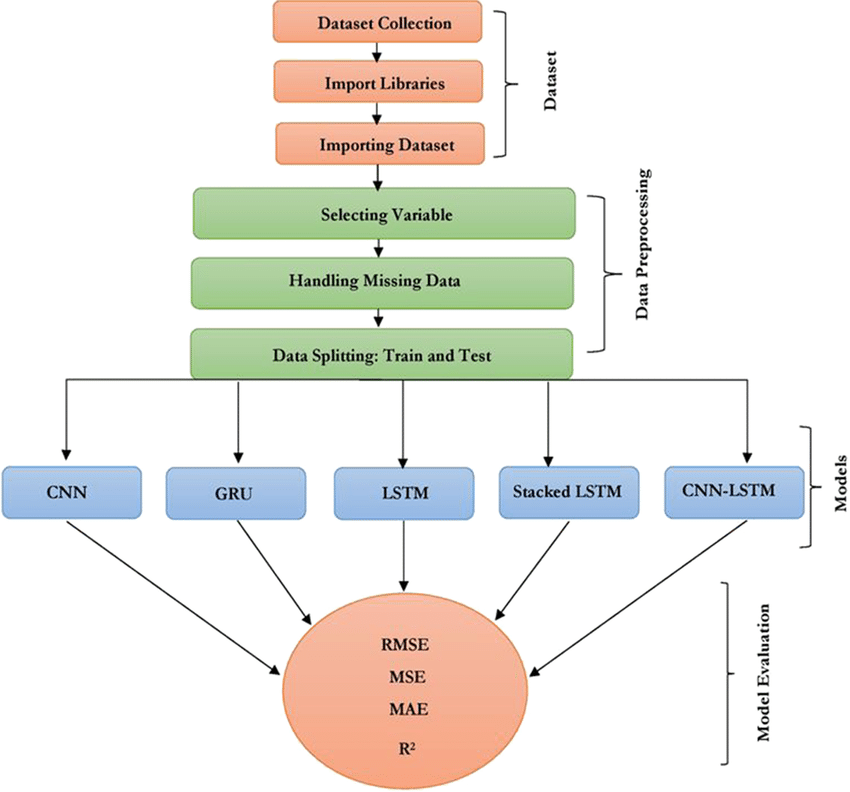 Dataset Collection
Import Libraries
Importing Dataset
Dataset
Selecting Variable
Handling Missing Data
Data Splitting: Train and Test
Data Preprocessing
CNN
GRU
LSTM
Stacked LSTM
CNN-LSTM
Models
RMSE
MSE
MAE
R²
Model Evaluation